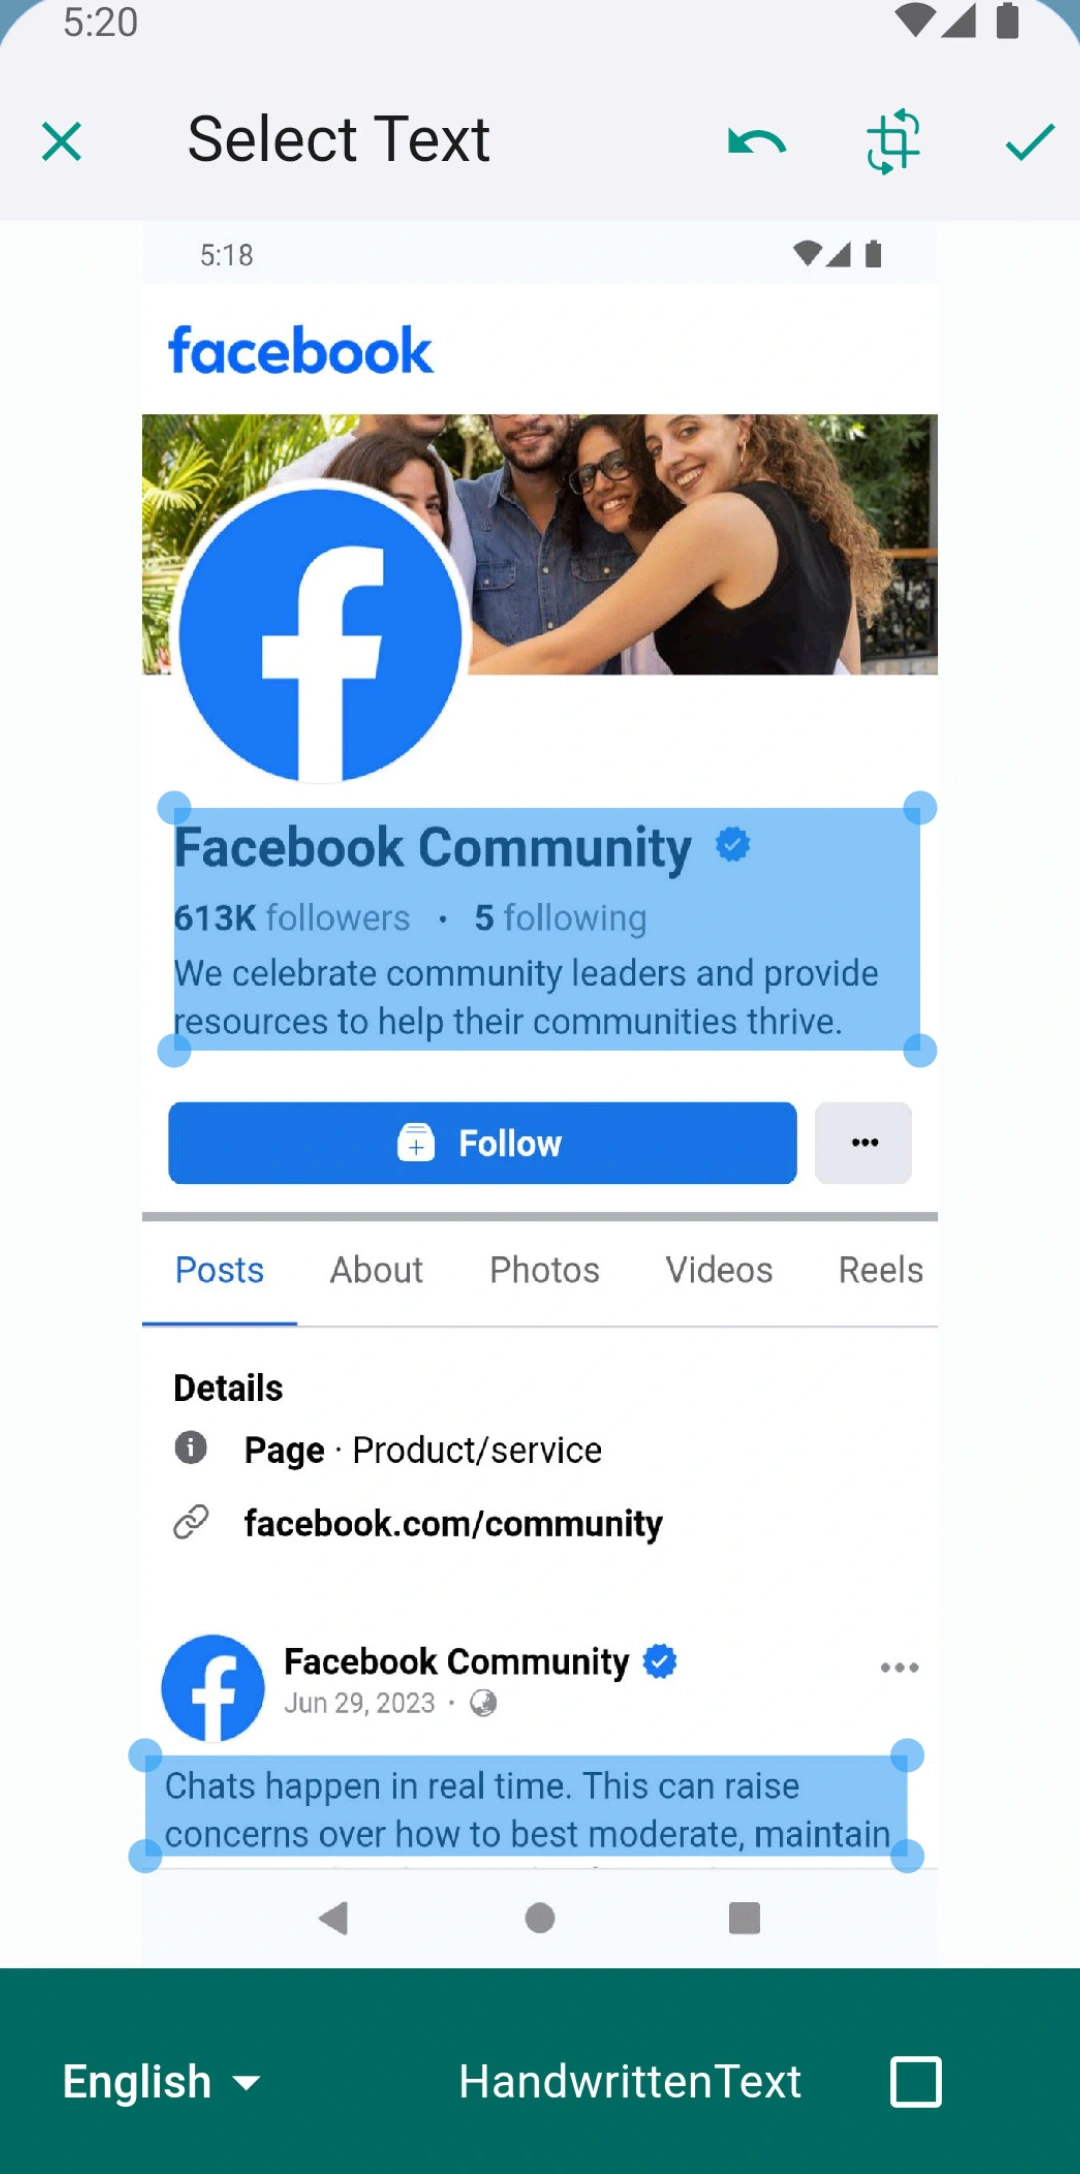 5:20
Select Text
5:18
facebook
Facebook Community
613K followers · 5 following
We celebrate community leaders and provide
resources to help their communities thrive.
Follow
Posts About Photos Videos Reels
Details
Page · Product/service
facebook.com/community
Facebook Community
Jun 29, 2023 ·
Chats happen in real time. This can raise
concerns over how to best moderate, maintain
English HandwrittenText